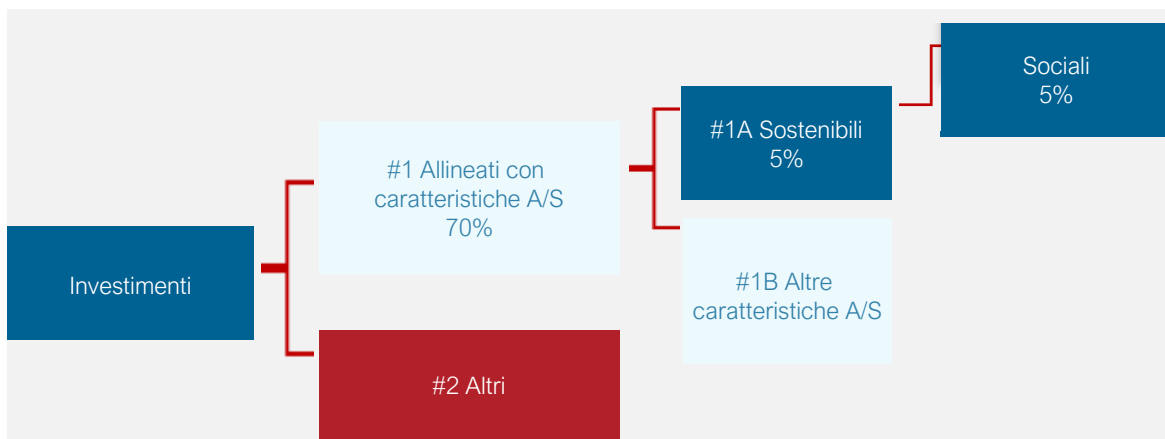 Investimenti
#1 Allineati con
caratteristiche A/S
70%
#2 Altri
#1A Sostenibili
5%
#1B Altre
caratteristiche A/S
Sociali
5%